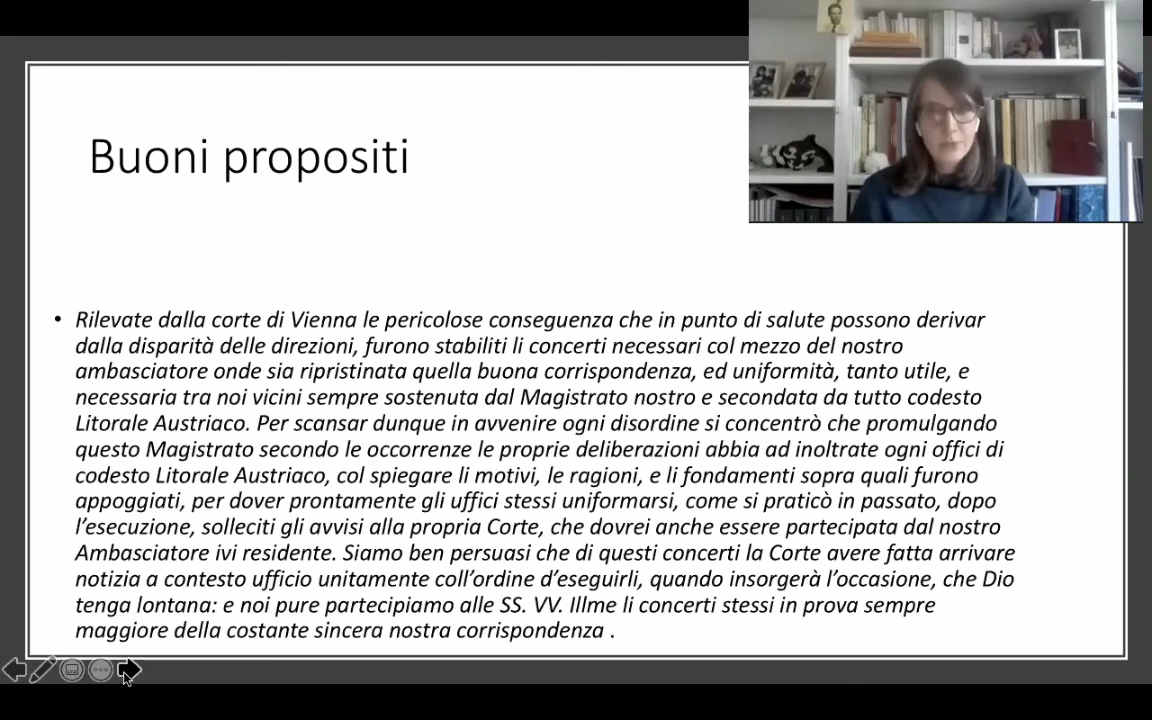 Buoni propositi
• Rilevate dalla corte di Vienna le pericolose conseguenza che in punto di salute possono derivar
dalla disparità delle direzioni, furono stabiliti li concerti necessari col mezzo del nostro
ambasciatore onde sia ripristinata quella buona corrispondenza, ed uniformità, tanto utile, e
necessaria tra noi vicini sempre sostenuta dal Magistrato nostro e secondata da tutto codesto
Litorale Austriaco. Per scansar dunque in avvenire ogni disordine si concentrò che promulgando
questo Magistrato secondo le occorrenze le proprie deliberazioni abbia ad inoltrate ogni offici di
codesto Litorale Austriaco, col spiegare li motivi, le ragioni, e li fondamenti sopra quali furono
appoggiati, per dover prontamente gli uffici stessi uniformarsi, come si praticò in passato, dopo
l’esecuzione, solleciti gli avvisi alla propria Corte, che dovrei anche essere partecipata dal nostro
Ambasciatore ivi residente. Siamo ben persuasi che di questi concerti la Corte avere fatta arrivare
notizia a contesto ufficio unitamente coll’ordine d’eseguirli, quando insorgerà l’occasione, che Dio
tenga lontana: e noi pure partecipiamo alle SS. VV. Illme li concerti stessi in prova sempre
maggiore della costante sincera nostra corrispondenza .